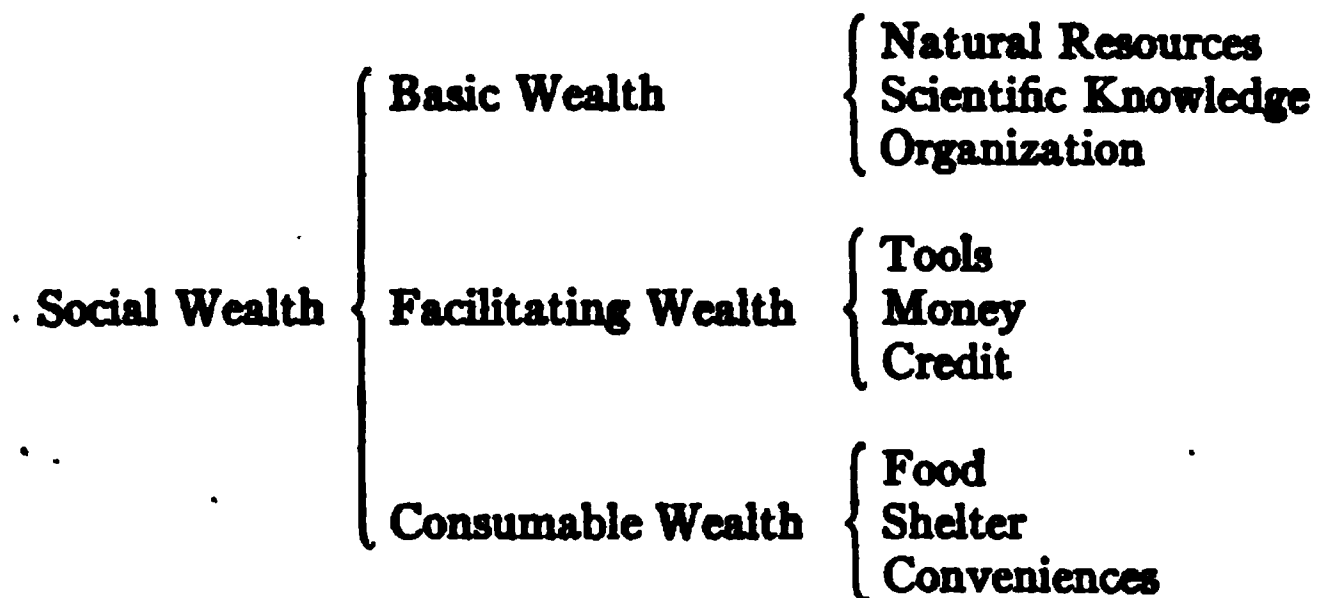 Natural Resources
Basic Wealth
Scientific Knowledge
Organization
Tools
Social Wealth
Facilitating Wealth
Money
Credit
Food
Consumable Wealth
Shelter
Conveniences